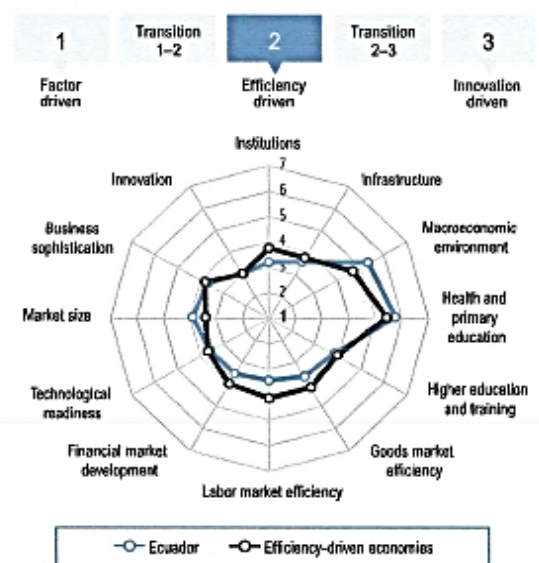 1
Transition
1–2
2
Transition
2–3
3
Factor
driven
Efficiency
driven
Innovation
driven
Institutions
7
6
5
4
3
2
1
Innovation
Infrastructure
Business
sophistication
Macroeconomic
environment
Market size
Health and
primary
education
Technological
readiness
Higher education
and training
Financial market
development
Goods market
efficiency
Labor market efficiency
Ecuador
Efficiency-driven economies